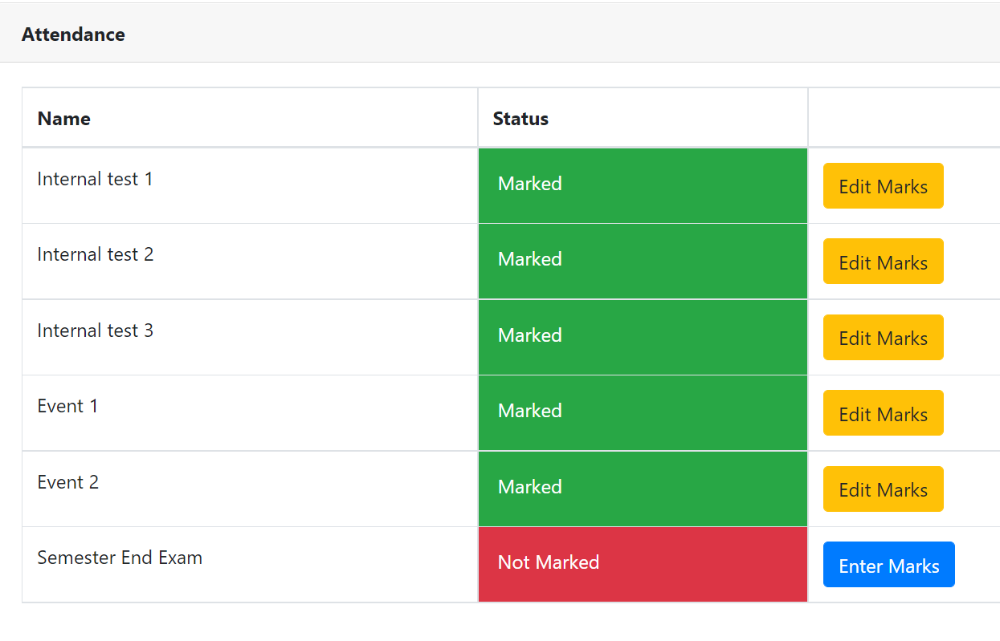 Attendance
Name Status
Internal test 1 Marked Edit Marks
Internal test 2 Marked Edit Marks
Internal test 3 Marked Edit Marks
Event 1 Marked Edit Marks
Event 2 Marked Edit Marks
Semester End Exam Not Marked Enter Marks